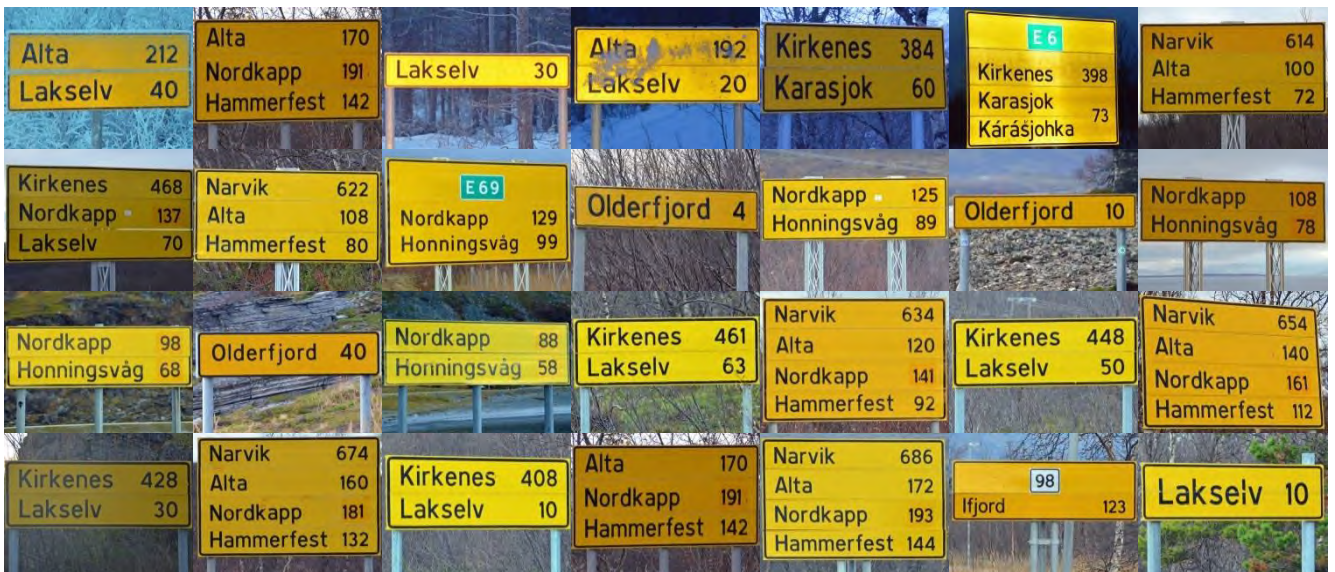 Alta 212
Lakselv 40
Alta 170
Nordkapp 191
Hammerfest 142
Lakselv 30
Alta 192
Lakselv 20
Kirkenes 384
Karasjok 60
E 6
Kirkenes 398
Karasjok
Kárášjohka 73
Narvik 614
Alta 100
Hammerfest 72
Kirkenes 468
Nordkapp 137
Lakselv 70
Narvik 622
Alta 108
Hammerfest 80
E 69
Nordkapp 129
Honningsvåg 99
Olderfjord 4
Nordkapp 125
Honningsvåg 89
Olderfjord 10
Nordkapp 108
Honningsvåg 78
Nordkapp 98
Honningsvåg 68
Olderfjord 40
Nordkapp 88
Honningsvåg 58
Kirkenes 461
Lakselv 63
Narvik 634
Alta 120
Nordkapp 141
Hammerfest 92
Kirkenes 448
Lakselv 50
Narvik 654
Alta 140
Nordkapp 161
Hammerfest 112
Kirkenes 428
Lakselv 30
Narvik 674
Alta 160
Nordkapp 181
Hammerfest 132
Kirkenes 408
Lakselv 10
Alta 170
Nordkapp 191
Hammerfest 142
Narvik 686
Alta 172
Nordkapp 193
Hammerfest 144
98
Ifjord 123
Lakselv 10